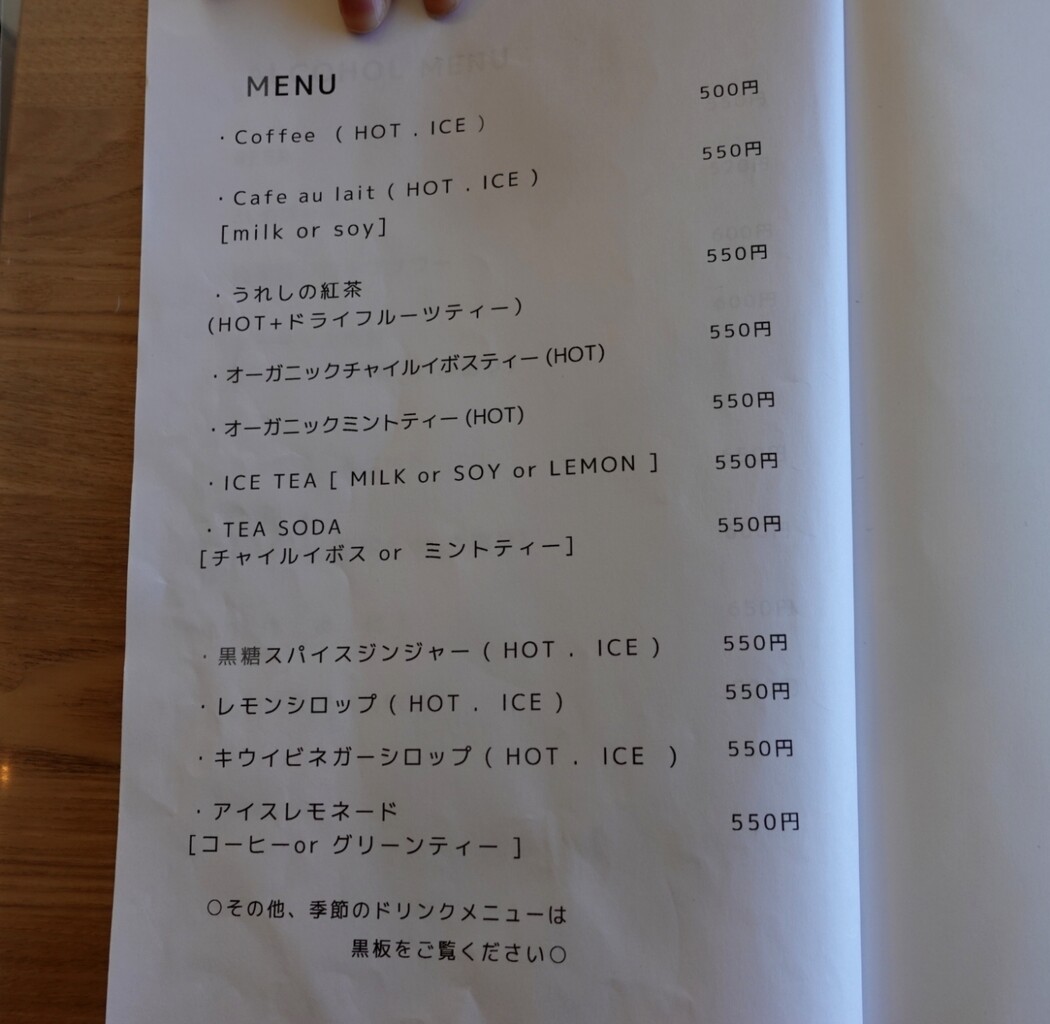 MENU
・Coffee ( HOT . ICE ) 500円
・Cafe au lait ( HOT . ICE ) 550円
[milk or soy]
・うれしの紅茶 550円
(HOT+ドライフルーツティー)
・オーガニックチャイルイボスティー(HOT) 550円
・オーガニックミントティー(HOT) 550円
・ICE TEA [ MILK or SOY or LEMON ] 550円
・TEA SODA 550円
[チャイルイボス or ミントティー]
・黒糖スパイスジンジャー ( HOT . ICE ) 550円
・レモンシロップ ( HOT . ICE ) 550円
・キウイビネガーシロップ ( HOT . ICE ) 550円
・アイスレモネード 550円
[コーヒーor グリーンティー ]
○その他、季節のドリンクメニューは
黒板をご覧ください○